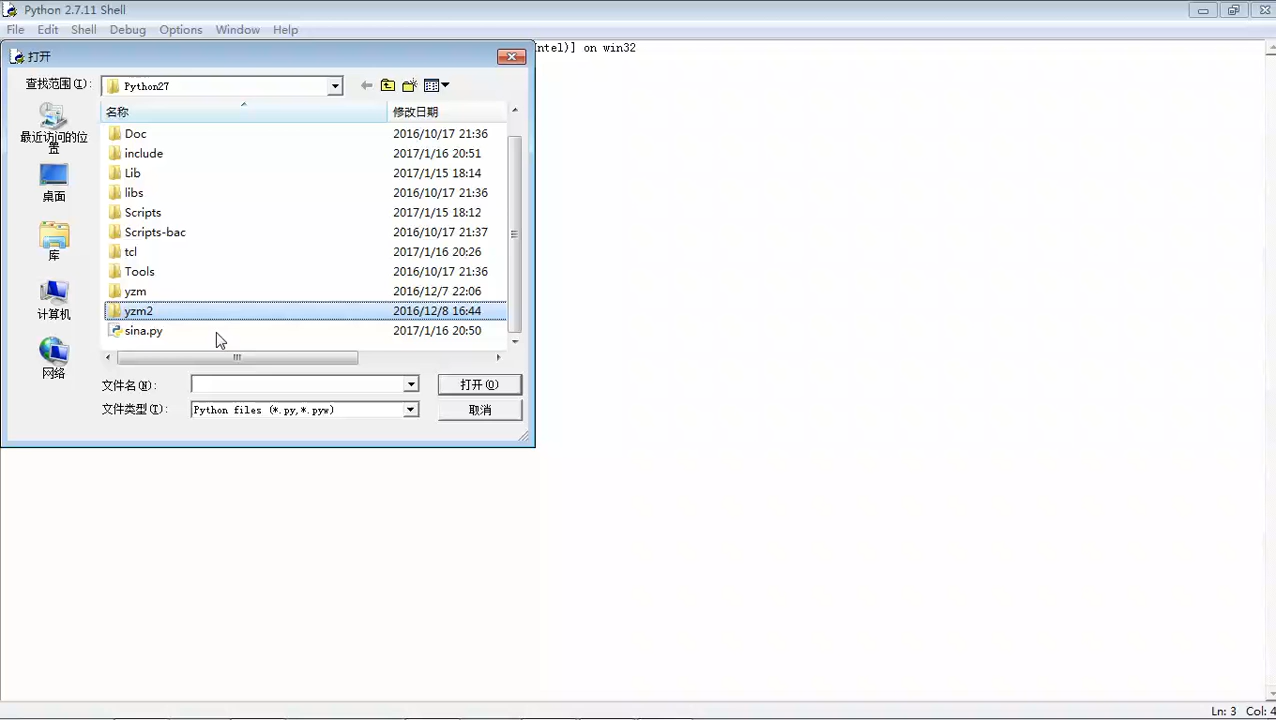 Python 2.7.11 Shell
File Edit Shell Debug Options Window Help
ntel)] on win32
打开
查找范围(I): Python27
名称 修改日期
Doc 2016/10/17 21:36
include 2017/1/16 20:51
Lib 2017/1/15 18:14
libs 2016/10/17 21:36
Scripts 2017/1/15 18:12
Scripts-bac 2016/10/17 21:37
tcl 2017/1/16 20:26
Tools 2016/10/17 21:36
yzm 2016/12/7 22:06
yzm2 2016/12/8 16:44
sina.py 2017/1/16 20:50
最近访问的位
置
桌面
库
计算机
网络
文件名(N): 打开(O)
文件类型(T): Python files (*.py,*.pyw) 取消
Ln: 3 Col: 4